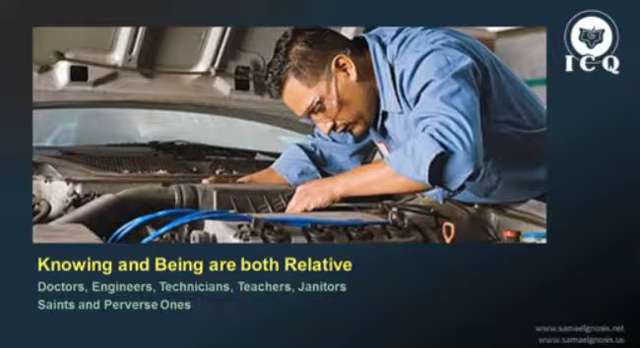 ICQ
Knowing and Being are both Relative
Doctors, Engineers, Technicians, Teachers, Janitors
Saints and Perverse Ones
www.samaelgnosis.net
www.samaelgnosis.us